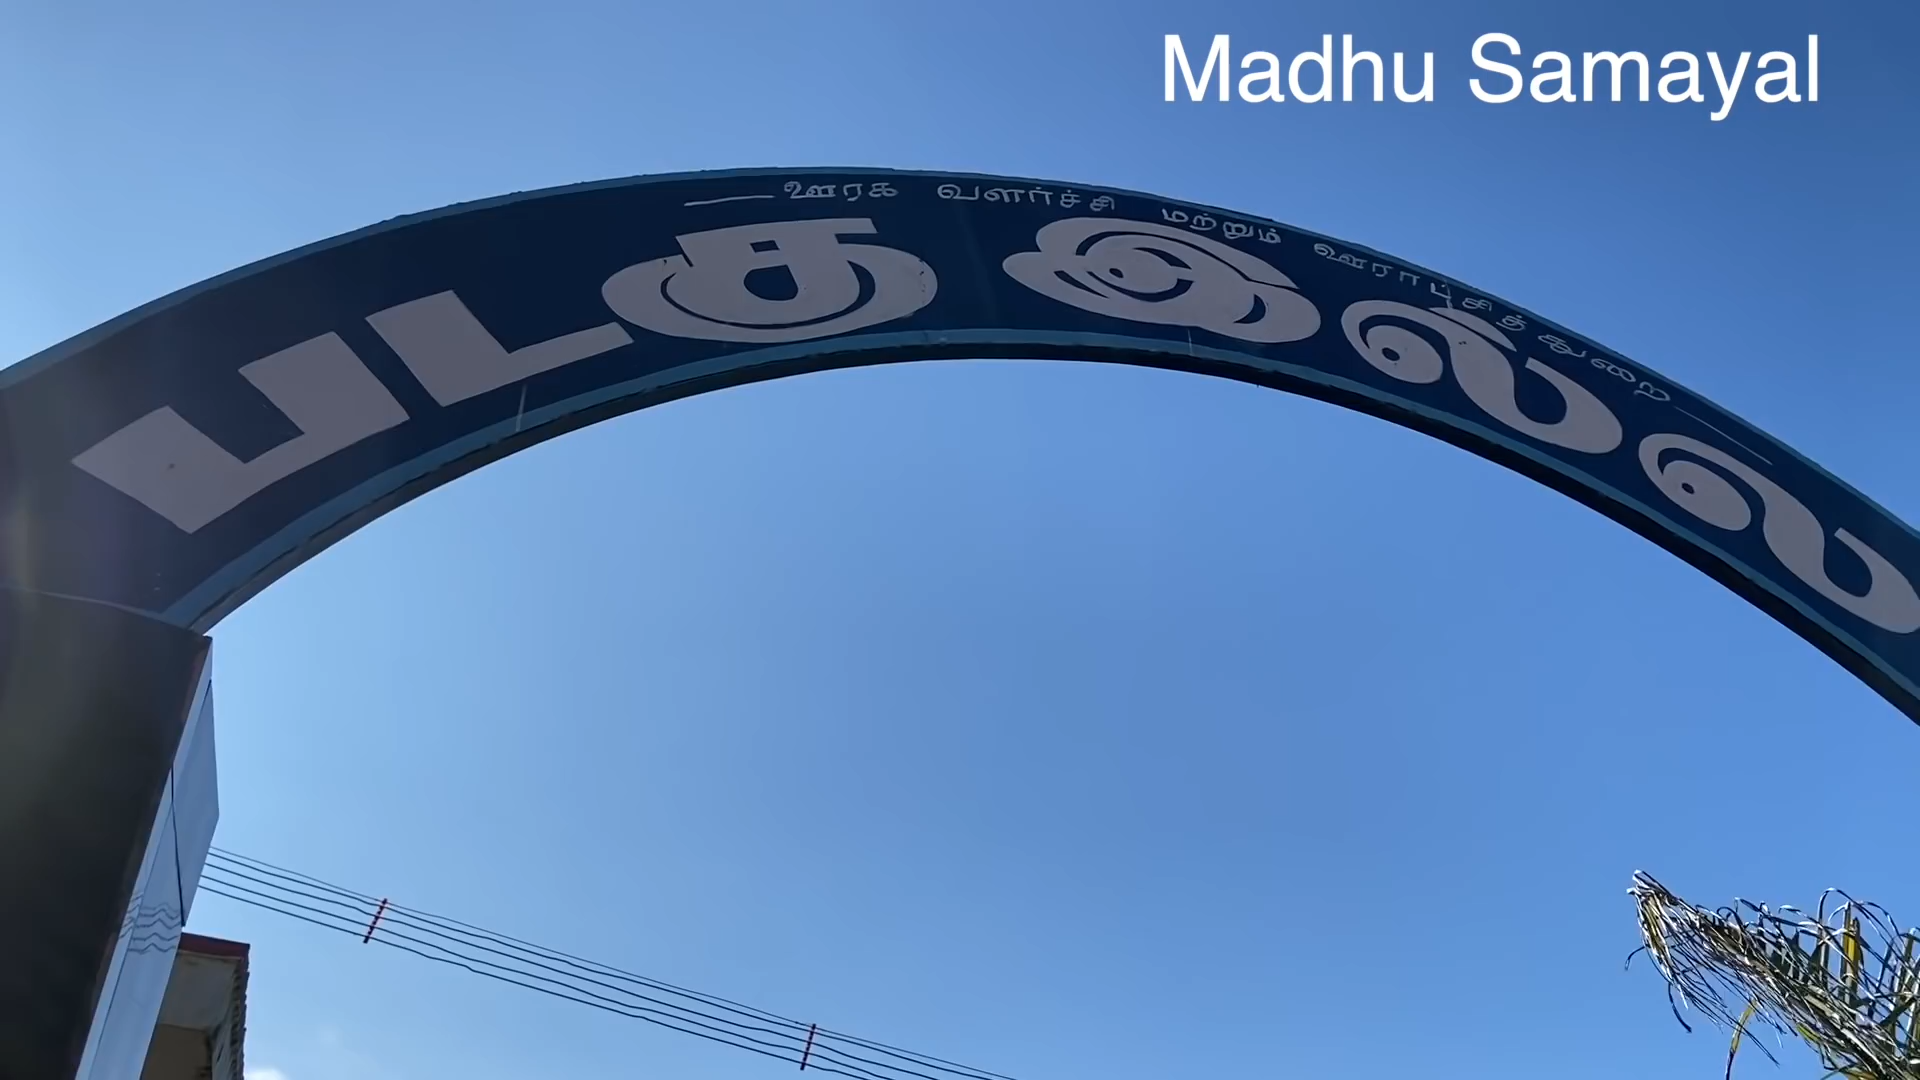 Madhu Samayal
ஊரக வளர்ச்சி மற்றும் ஊராட்சித்துறை
படகு இல்ல